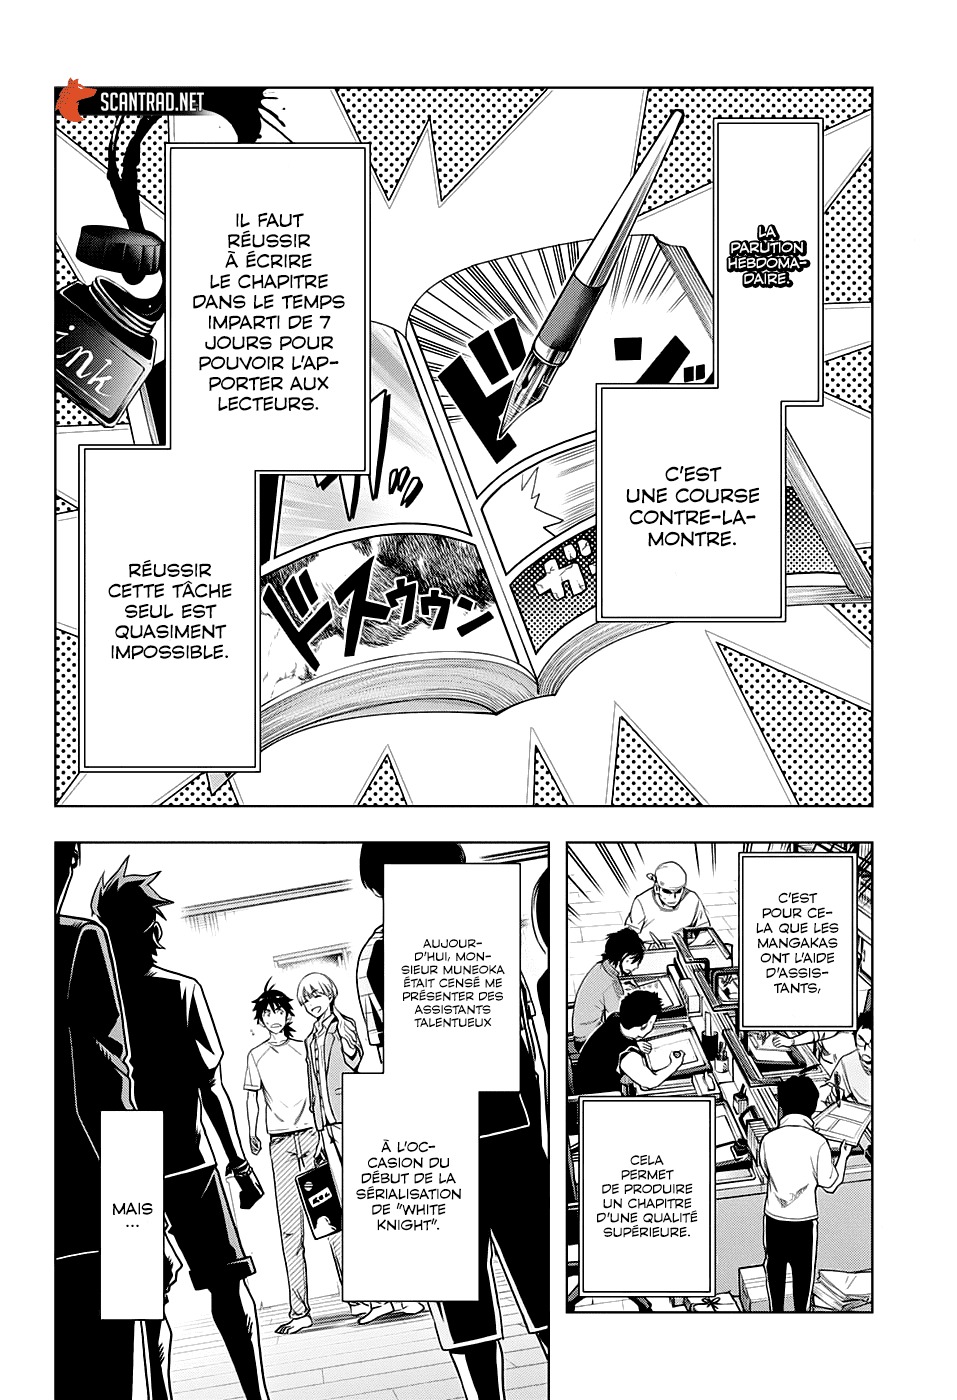 SCANTRAD.NET
LA
PARUTION
HEBDOMA-
DAIRE.
C'EST
UNE COURSE
CONTRE-LA-
MONTRE.
IL FAUT
RÉUSSIR
À ÉCRIRE
LE CHAPITRE
DANS LE TEMPS
IMPARTI DE 7
JOURS POUR
POUVOIR L'AP-
PORTER AUX
LECTEURS.
RÉUSSIR
CETTE TÂCHE
SEUL EST
QUASIMENT
IMPOSSIBLE.
ink
ド
ン
ドスゥゥン
ガ
C'EST
POUR CE-
LA QUE LES
MANGAKAS
ONT L'AIDE
D'ASSIS-
TANTS,
CELA
PERMET
DE PRODUIRE
UN CHAPITRE
D'UNE QUALITÉ
SUPÉRIEURE.
AUJOUR-
D'HUI, MON-
SIEUR MUNEOKA
ÉTAIT CENSÉ ME
PRÉSENTER DES
ASSISTANTS
TALENTUEUX
À L'OC-
CASION DU
DÉBUT DE LA
SÉRIALISATION
DE "WHITE
KNIGHT".
MAIS
...